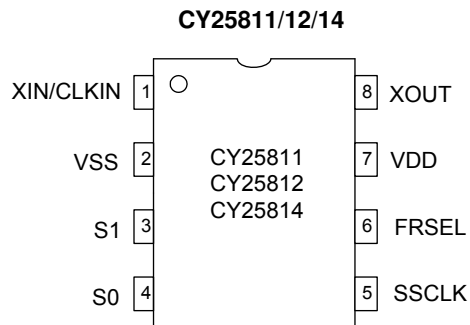 CY25811/12/14
XIN/CLKIN 1 8 XOUT
VSS 2 CY25811 7 VDD
CY25812
S1 3 CY25814 6 FRSEL
S0 4 5 SSCLK